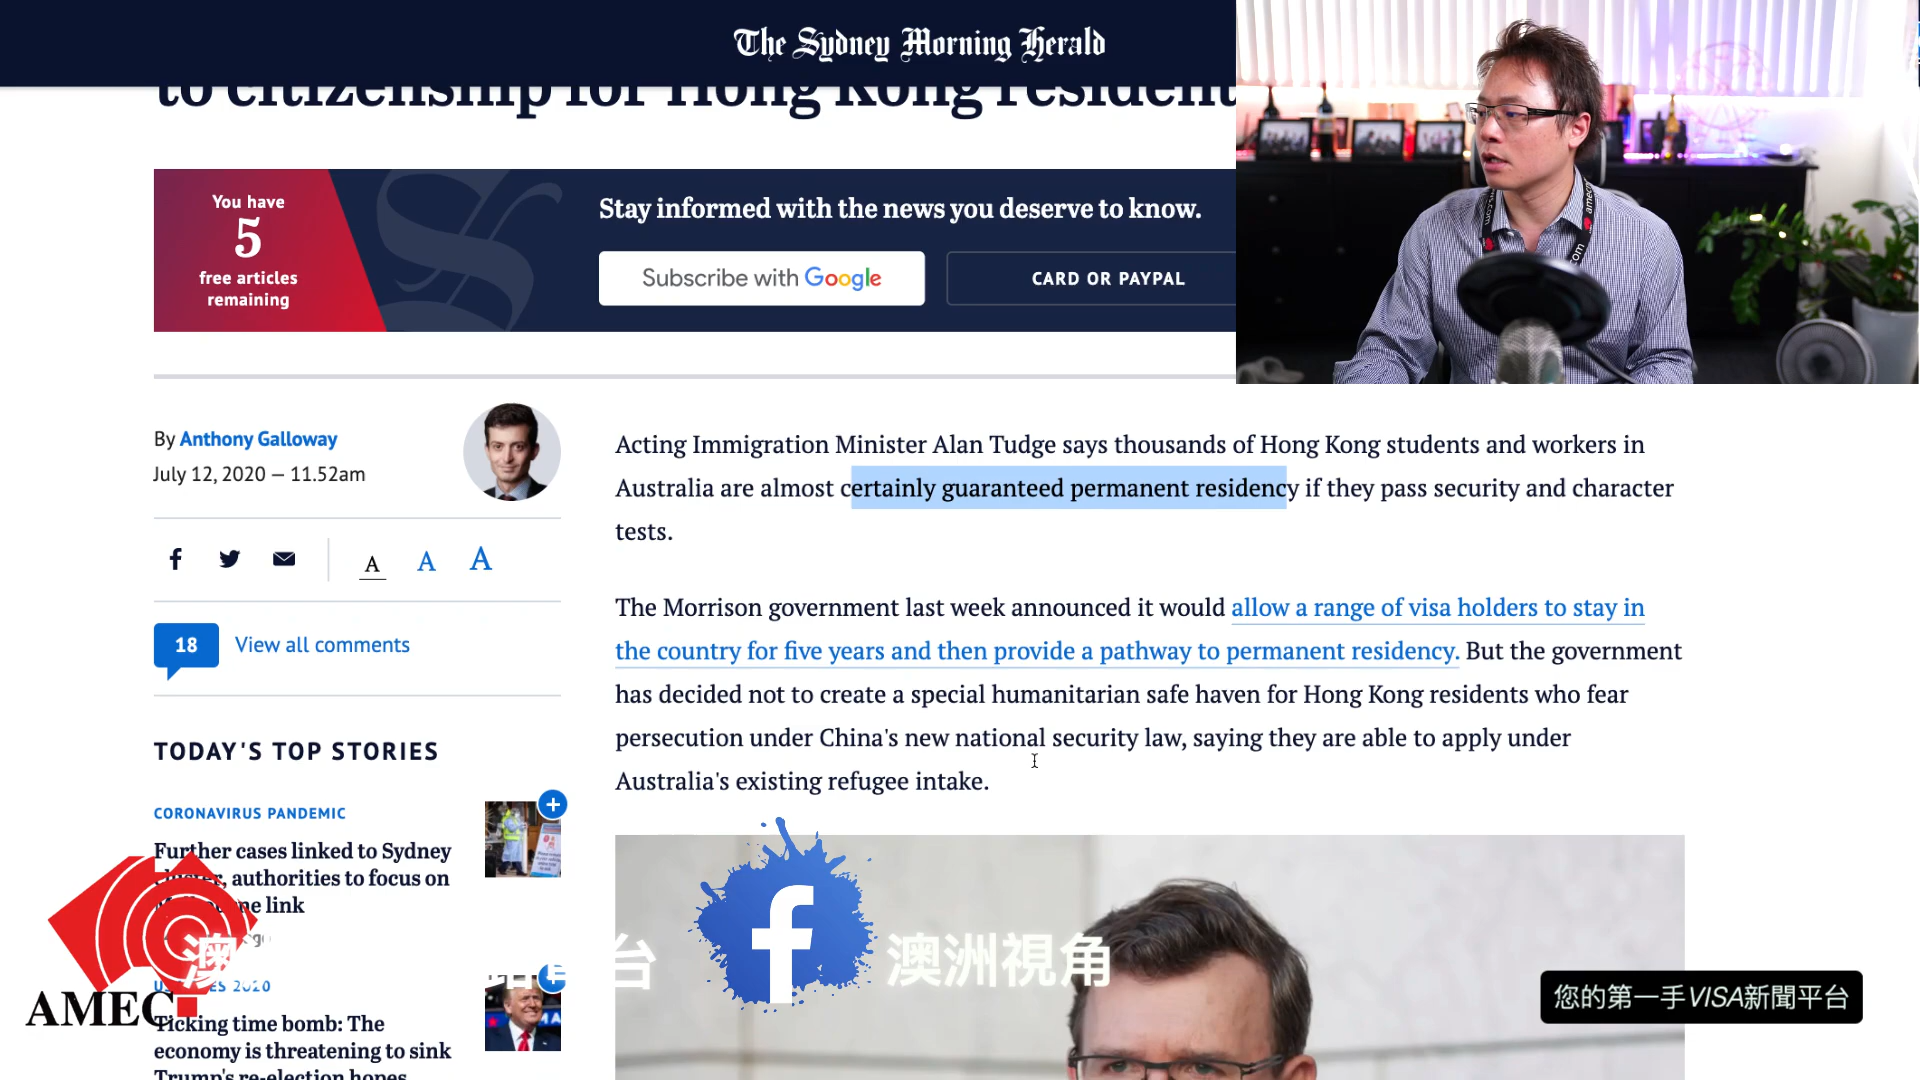 The Sydney Morning Herald
to citizenship for Hong Kong resident
You have
5
free articles
remaining
Stay informed with the news you deserve to know.
Subscribe with Google
CARD OR PAYPAL
By Anthony Galloway
July 12, 2020 — 11.52am
A A A
18 View all comments
Acting Immigration Minister Alan Tudge says thousands of Hong Kong students and workers in
Australia are almost certainly guaranteed permanent residency if they pass security and character
tests.
The Morrison government last week announced it would allow a range of visa holders to stay in
the country for five years and then provide a pathway to permanent residency. But the government
has decided not to create a special humanitarian safe haven for Hong Kong residents who fear
persecution under China's new national security law, saying they are able to apply under
Australia's existing refugee intake.
TODAY'S TOP STORIES
CORONAVIRUS PANDEMIC
Further cases linked to Sydney
cluster, authorities to focus on
link
2020
Ticking time bomb: The
economy is threatening to sink
Trump's re-election hopes
AMEC
澳
台
澳洲視角
您的第一手VISA新聞平台